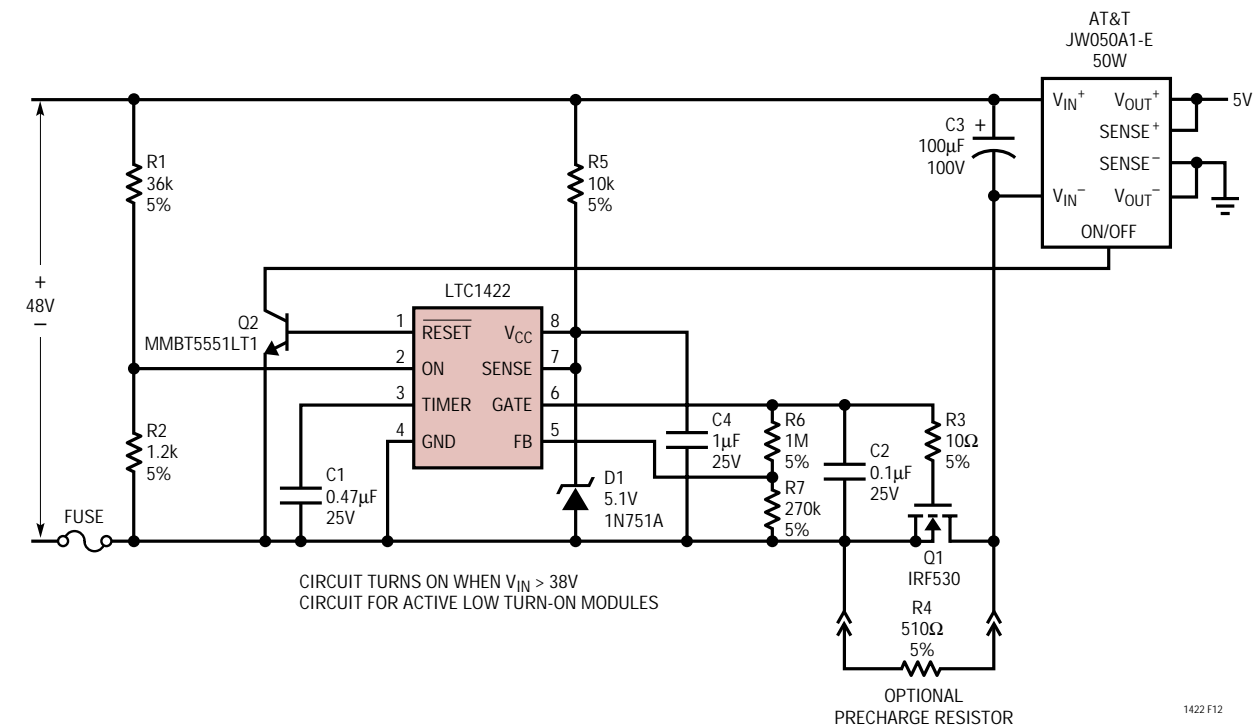 AT&T
JW050A1-E
50W
VIN+
VOUT+
5V
SENSE+
SENSE−
VIN−
VOUT−
ON/OFF
C3 +
100µF
100V
R1
36k
5%
R5
10k
5%
+
48V
−
LTC1422
Q2
MMBT5551LT1
1
RESET
VCC
8
2
ON
SENSE
7
3
TIMER
GATE
6
4
GND
FB
5
R2
1.2k
5%
C1
0.47µF
25V
D1
5.1V
1N751A
C4
1µF
25V
R6
1M
5%
R7
270k
5%
C2
0.1µF
25V
R3
10Ω
5%
FUSE
Q1
IRF530
CIRCUIT TURNS ON WHEN VIN > 38V
CIRCUIT FOR ACTIVE LOW TURN-ON MODULES
R4
510Ω
5%
OPTIONAL
PRECHARGE RESISTOR
1422 F12